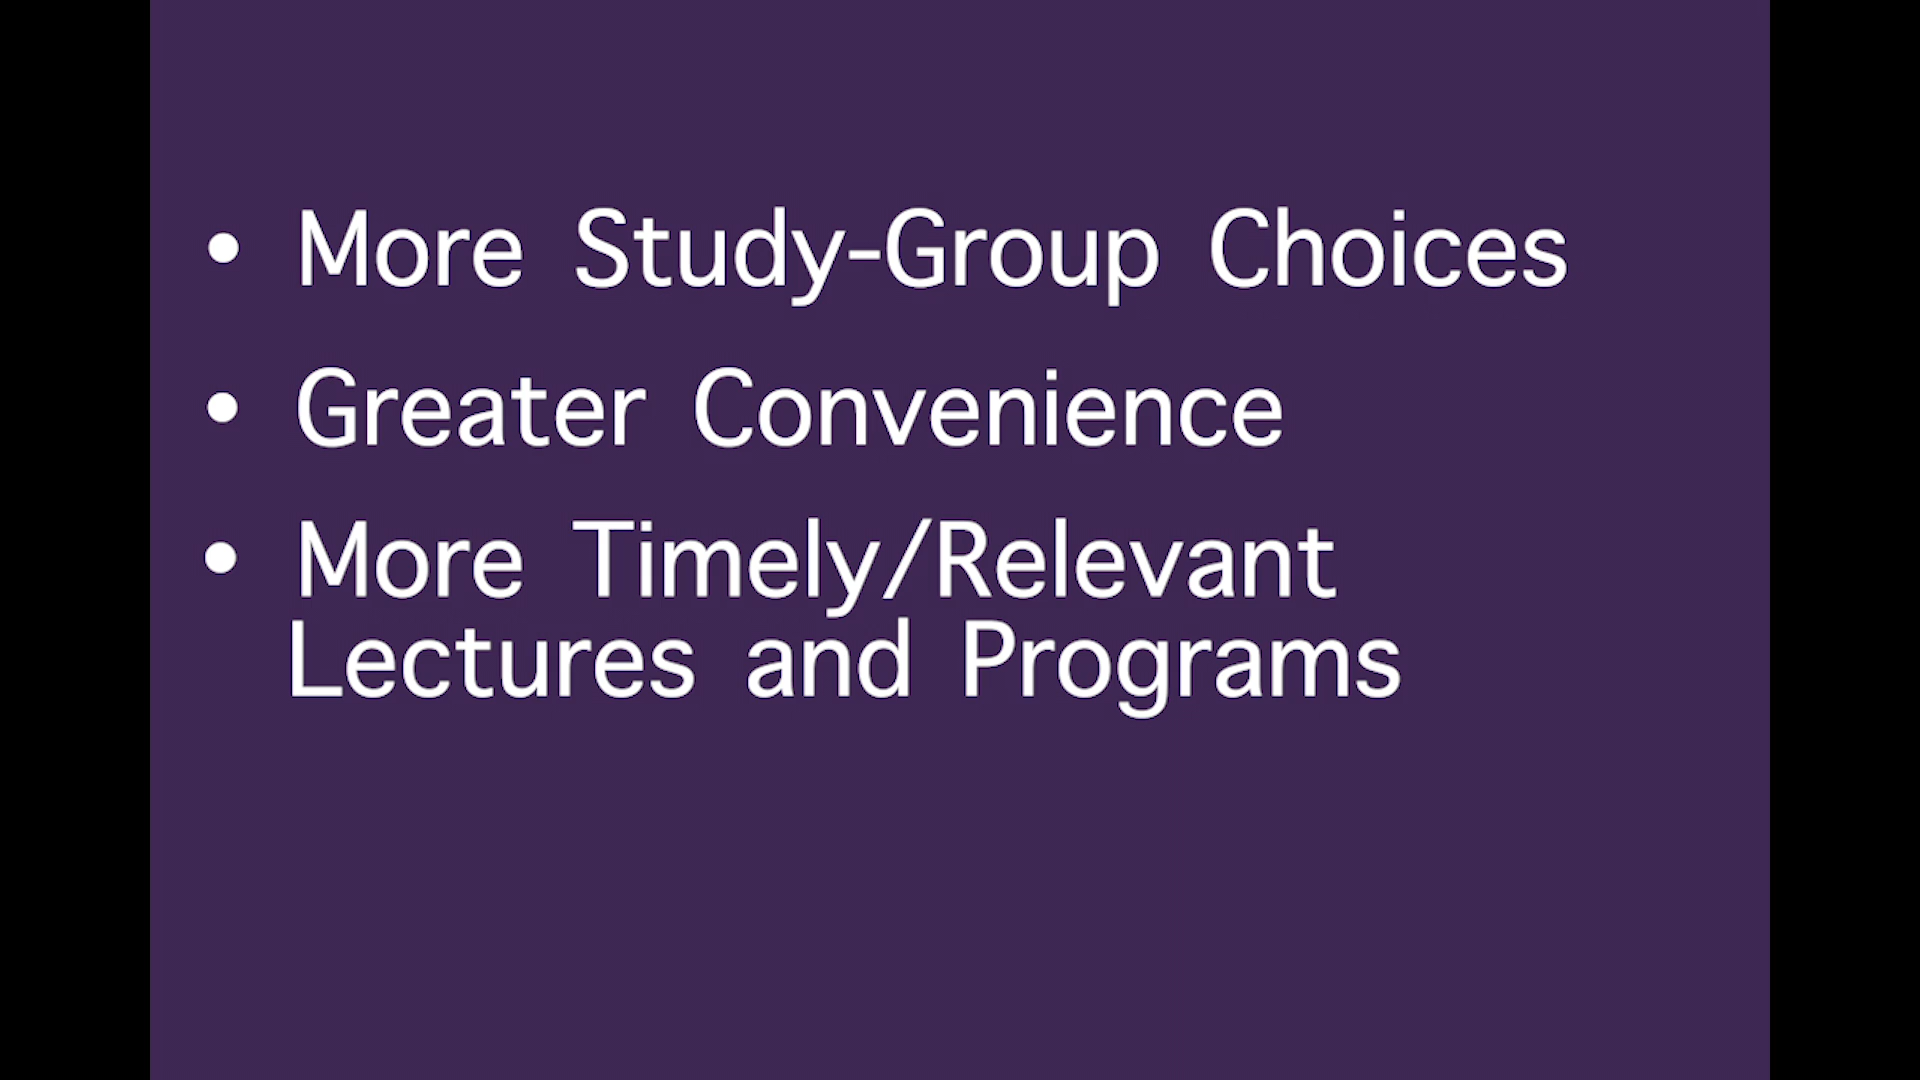 • More Study-Group Choices
• Greater Convenience
• More Timely/Relevant
Lectures and Programs